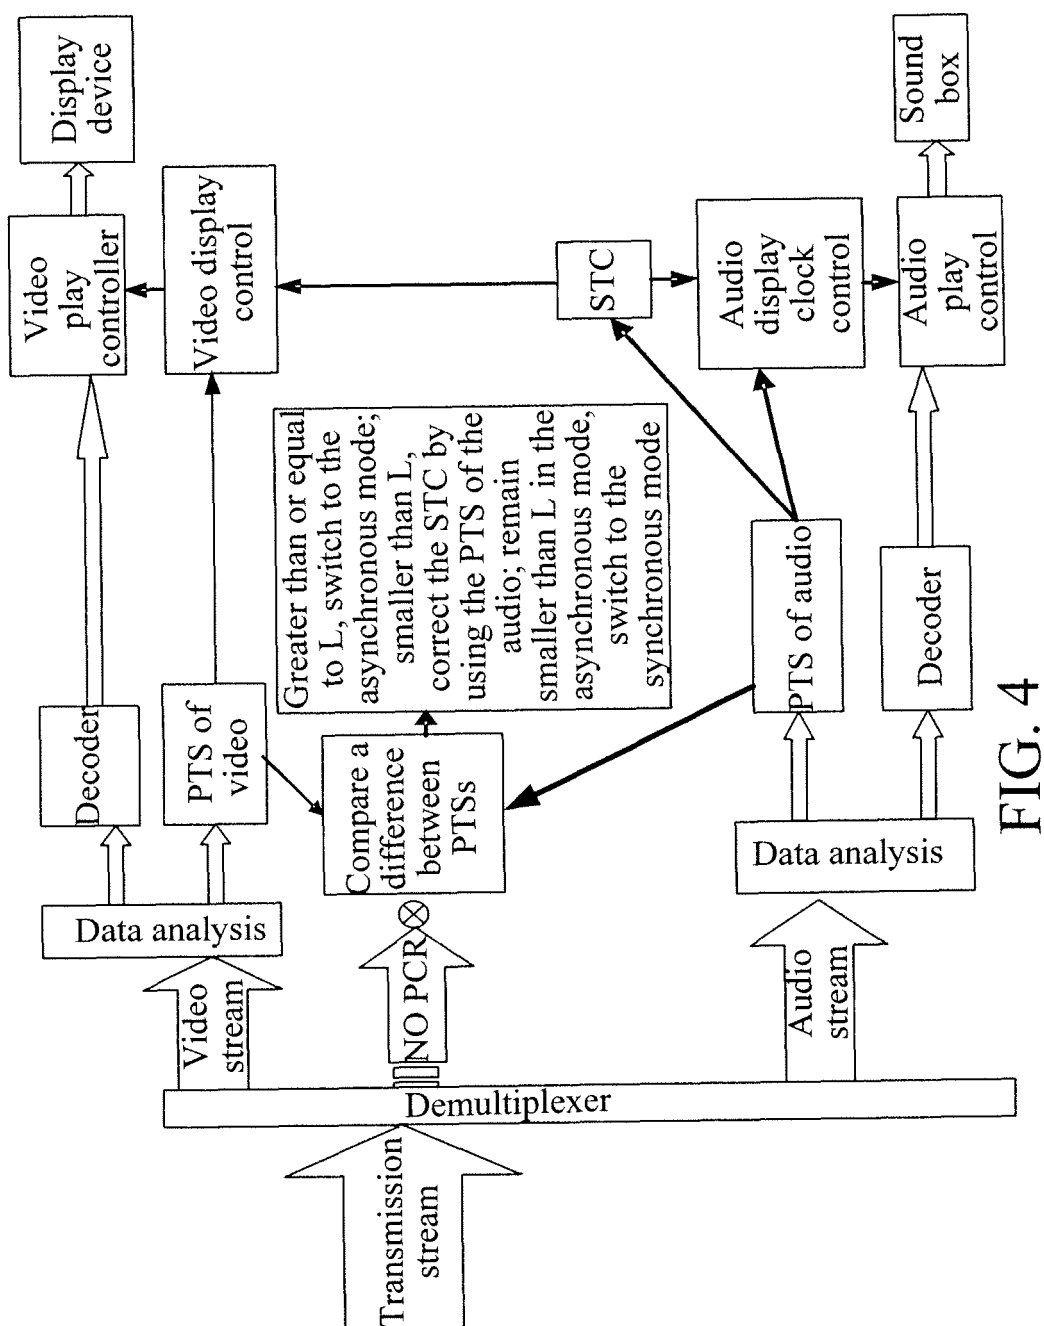 Display
device
Sound
box
Video
play
controller
Video display
control
STC
Audio
display
clock
control
Audio
play
control
Greater than or equal
to L, switch to the
asynchronous mode;
smaller than L,
correct the STC by
using the PTS of the
audio; remain
smaller than L in the
asynchronous mode,
switch to the
synchronous mode
Decoder
PTS of
video
Compare a
difference
between
PTSs
PTS of audio
Decoder
Data analysis
Data analysis
Video
stream
NO PCR
Audio
stream
Demultiplexer
Transmission
stream
FIG. 4